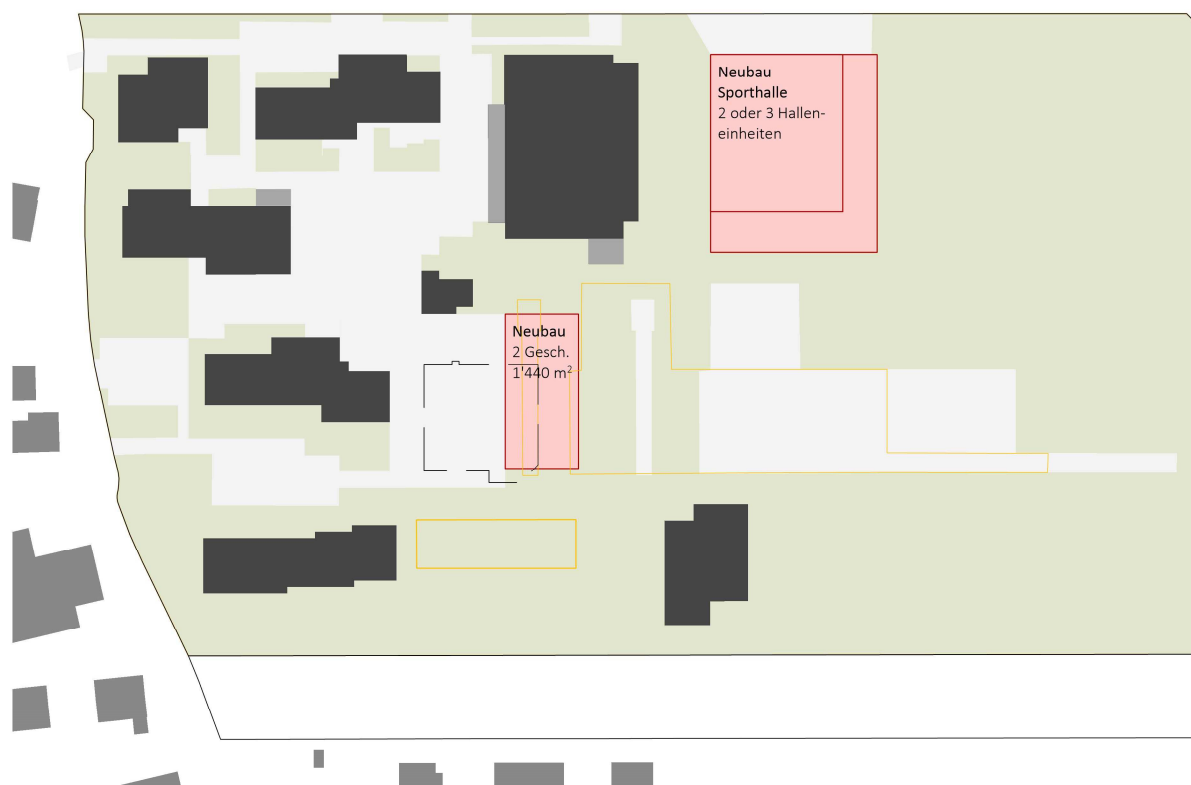 Neubau
Sporthalle
2 oder 3 Hallen-
einheiten
Neubau
2 Gesch.
1'440 m²